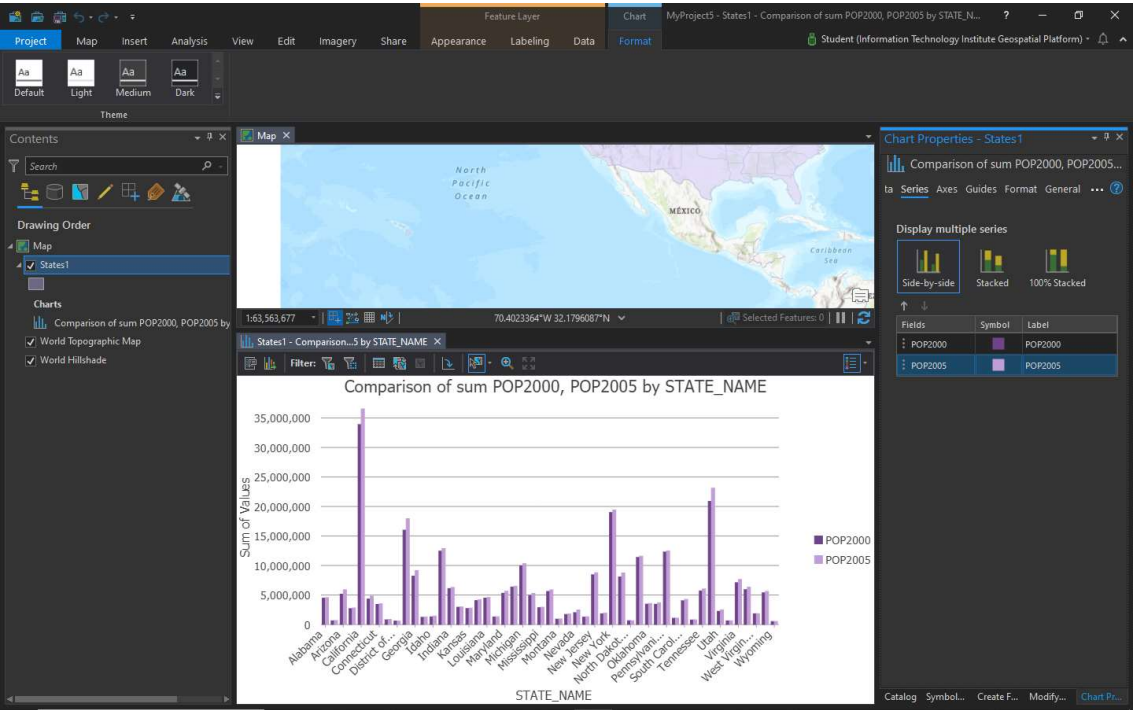 Feature Layer
Chart
MyProject5 - States1 - Comparison of sum POP2000, POP2005 by STATE_N...
?
Project Map Insert Analysis View Edit Imagery Share Appearance Labeling Data Format
Student (Information Technology Institute Geospatial Platform)
Aa Aa Aa Aa
Default Light Medium Dark
Theme
Contents
Search
Drawing Order
Map
States1
Charts
Comparison of sum POP2000, POP2005 by
World Topographic Map
World Hillshade
Map
North
Pacific
Ocean
MÉXICO
Caribbean
Sea
1:63,563,677
70.4023364°W 32.1796087°N
Selected Features: 0
States1 - Comparison...5 by STATE_NAME
Filter:
Comparison of sum POP2000, POP2005 by STATE_NAME
Sum of Values
35,000,000
30,000,000
25,000,000
20,000,000
15,000,000
10,000,000
5,000,000
0
Alabama
Arizona
California
Connecticut
District of...
Georgia
Idaho
Indiana
Kansas
Louisiana
Maryland
Michigan
Mississippi
Montana
Nevada
New Jersey
New York
North Dakot...
Oklahoma
Pennsylvani...
South Carol...
Tennessee
Utah
Virginia
West Virgin...
Wyoming
STATE_NAME
POP2000
POP2005
Chart Properties - States1
Comparison of sum POP2000, POP2005...
ta Series Axes Guides Format General ...
?
Display multiple series
Side-by-side Stacked 100% Stacked
Fields Symbol Label
POP2000 POP2000
POP2005 POP2005
Catalog Symbol... Create F... Modify... Chart Pr...